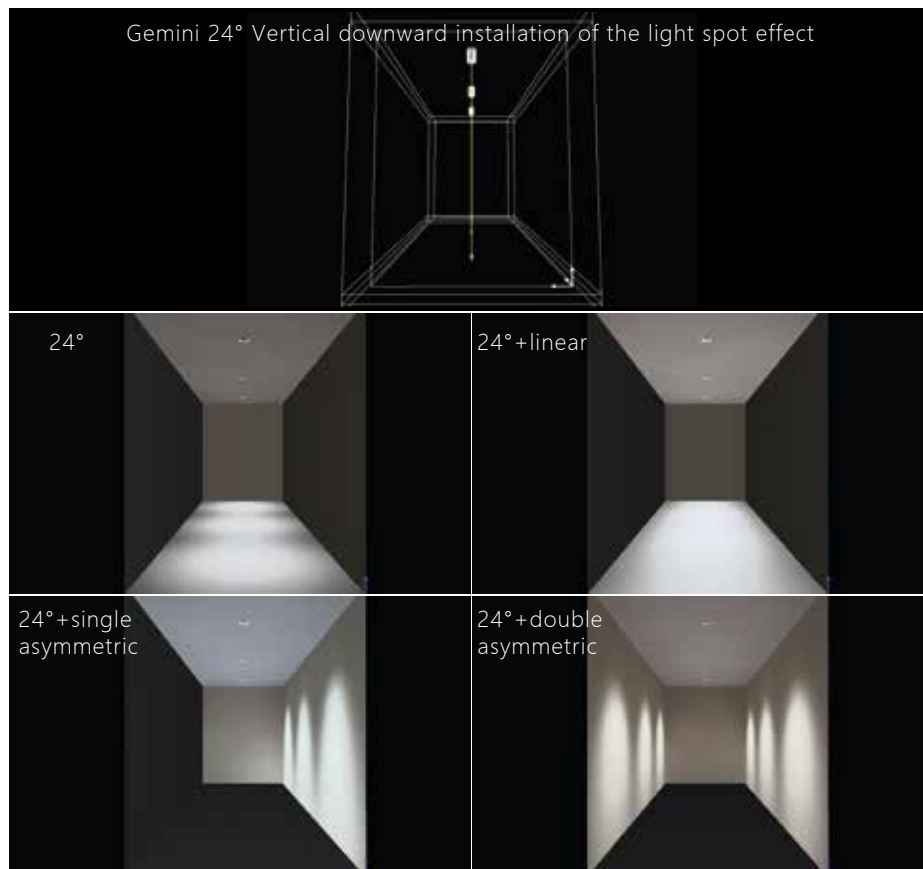 Gemini 24° Vertical downward installation of the light spot effect
24°
24°+linear
24°+single
asymmetric
24°+double
asymmetric